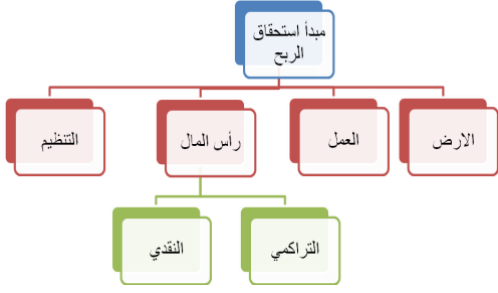 مبدأ استحقاق
الربح
الارض
العمل
رأس المال
التنظيم
التراكمي
النقدي